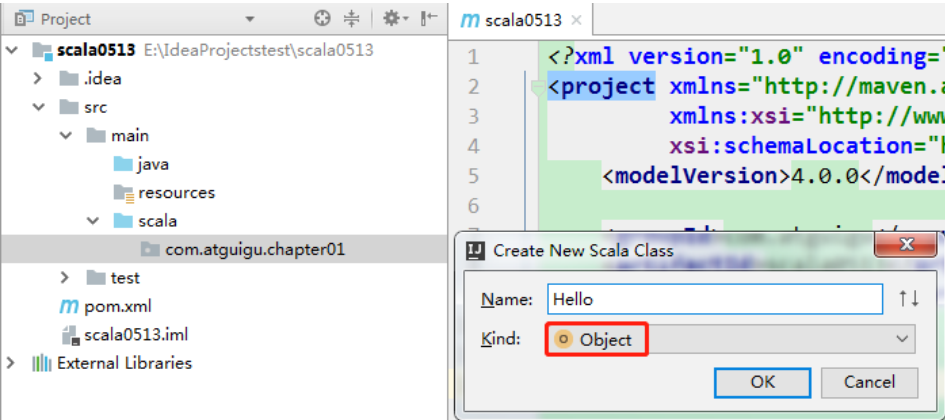 Project
scala0513 E:\IdeaProjectstest\scala0513
.idea
src
main
java
resources
scala
com.atguigu.chapter01
test
pom.xml
scala0513.iml
External Libraries
m scala0513
1 <?xml version="1.0" encoding="
2 <project xmlns="http://maven.a
3 xmlns:xsi="http://www
4 xsi:schemaLocation="h
5 <modelVersion>4.0.0</model
6
Create New Scala Class
Name: Hello
Kind: Object
OK Cancel